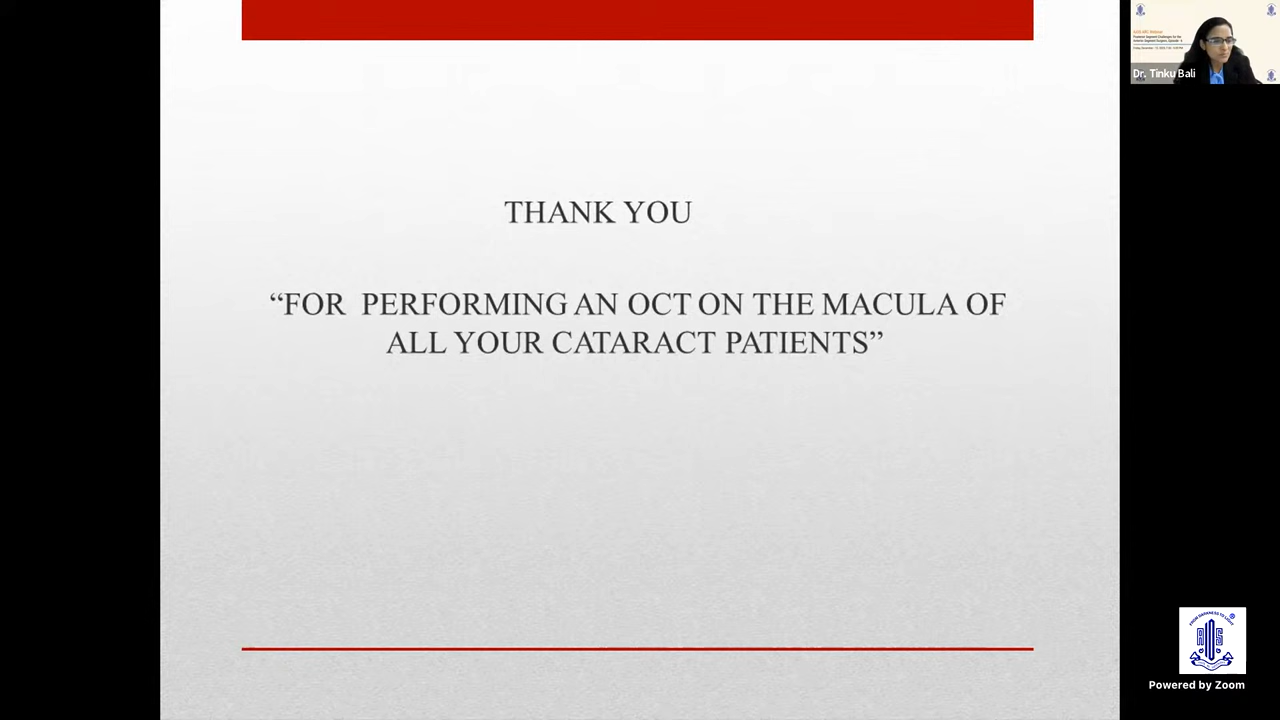 THANK YOU
“FOR PERFORMING AN OCT ON THE MACULA OF
ALL YOUR CATARACT PATIENTS”
Dr. Tinku Bali
Powered by Zoom